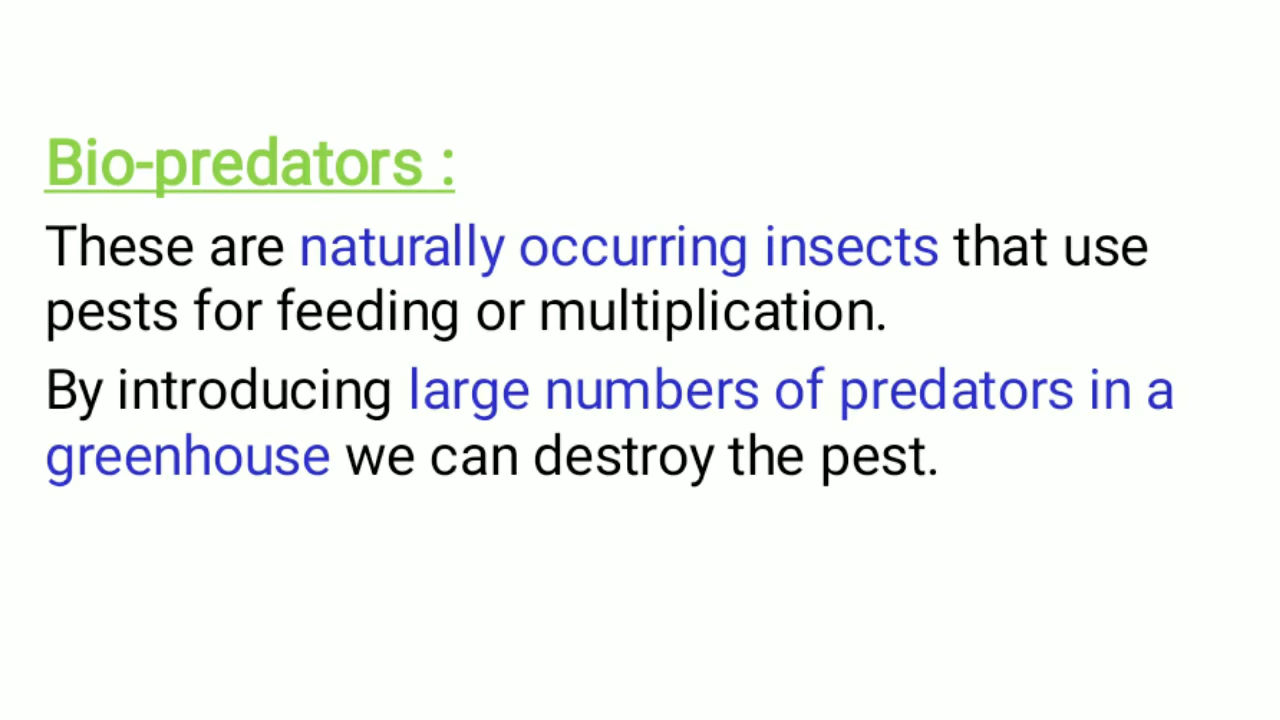 Bio-predators :
These are naturally occurring insects that use
pests for feeding or multiplication.
By introducing large numbers of predators in a
greenhouse we can destroy the pest.